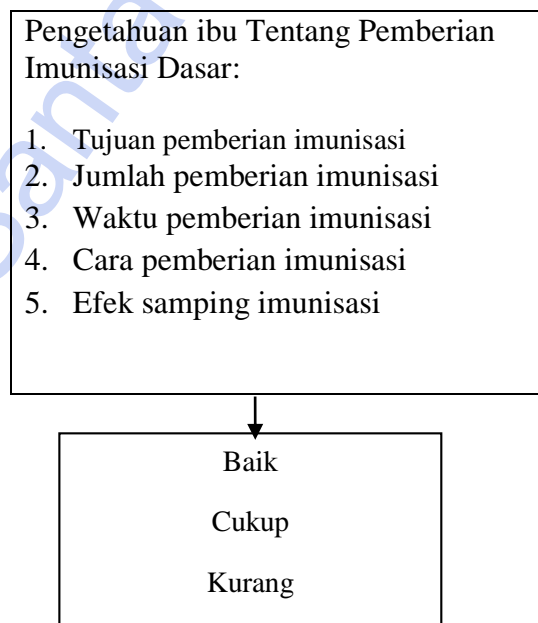 Pengetahuan ibu Tentang Pemberian
Imunisasi Dasar:
1. Tujuan pemberian imunisasi
2. Jumlah pemberian imunisasi
3. Waktu pemberian imunisasi
4. Cara pemberian imunisasi
5. Efek samping imunisasi
Baik
Cukup
Kurang